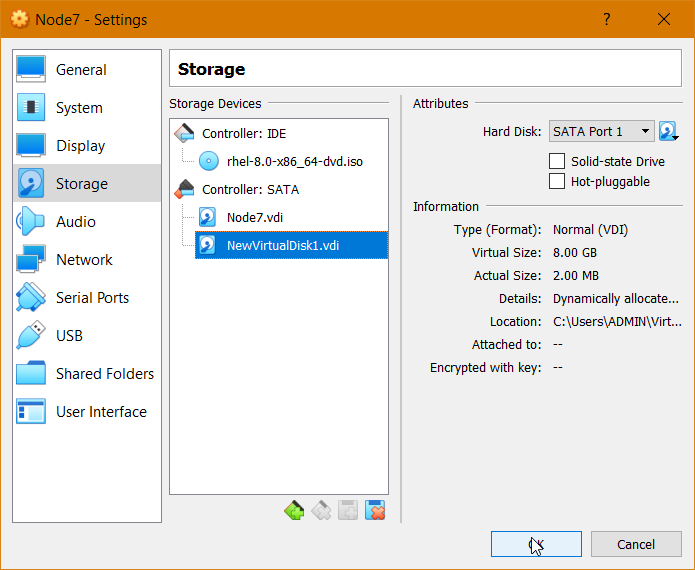 Node7 - Settings
?
General
System
Display
Storage
Audio
Network
Serial Ports
USB
Shared Folders
User Interface
Storage
Storage Devices
Controller: IDE
rhel-8.0-x86_64-dvd.iso
Controller: SATA
Node7.vdi
NewVirtualDisk1.vdi
Attributes
Hard Disk: SATA Port 1
Solid-state Drive
Hot-pluggable
Information
Type (Format): Normal (VDI)
Virtual Size: 8.00 GB
Actual Size: 2.00 MB
Details: Dynamically allocate...
Location: C:\Users\ADMIN\Virt...
Attached to: --
Encrypted with key: --
Cancel